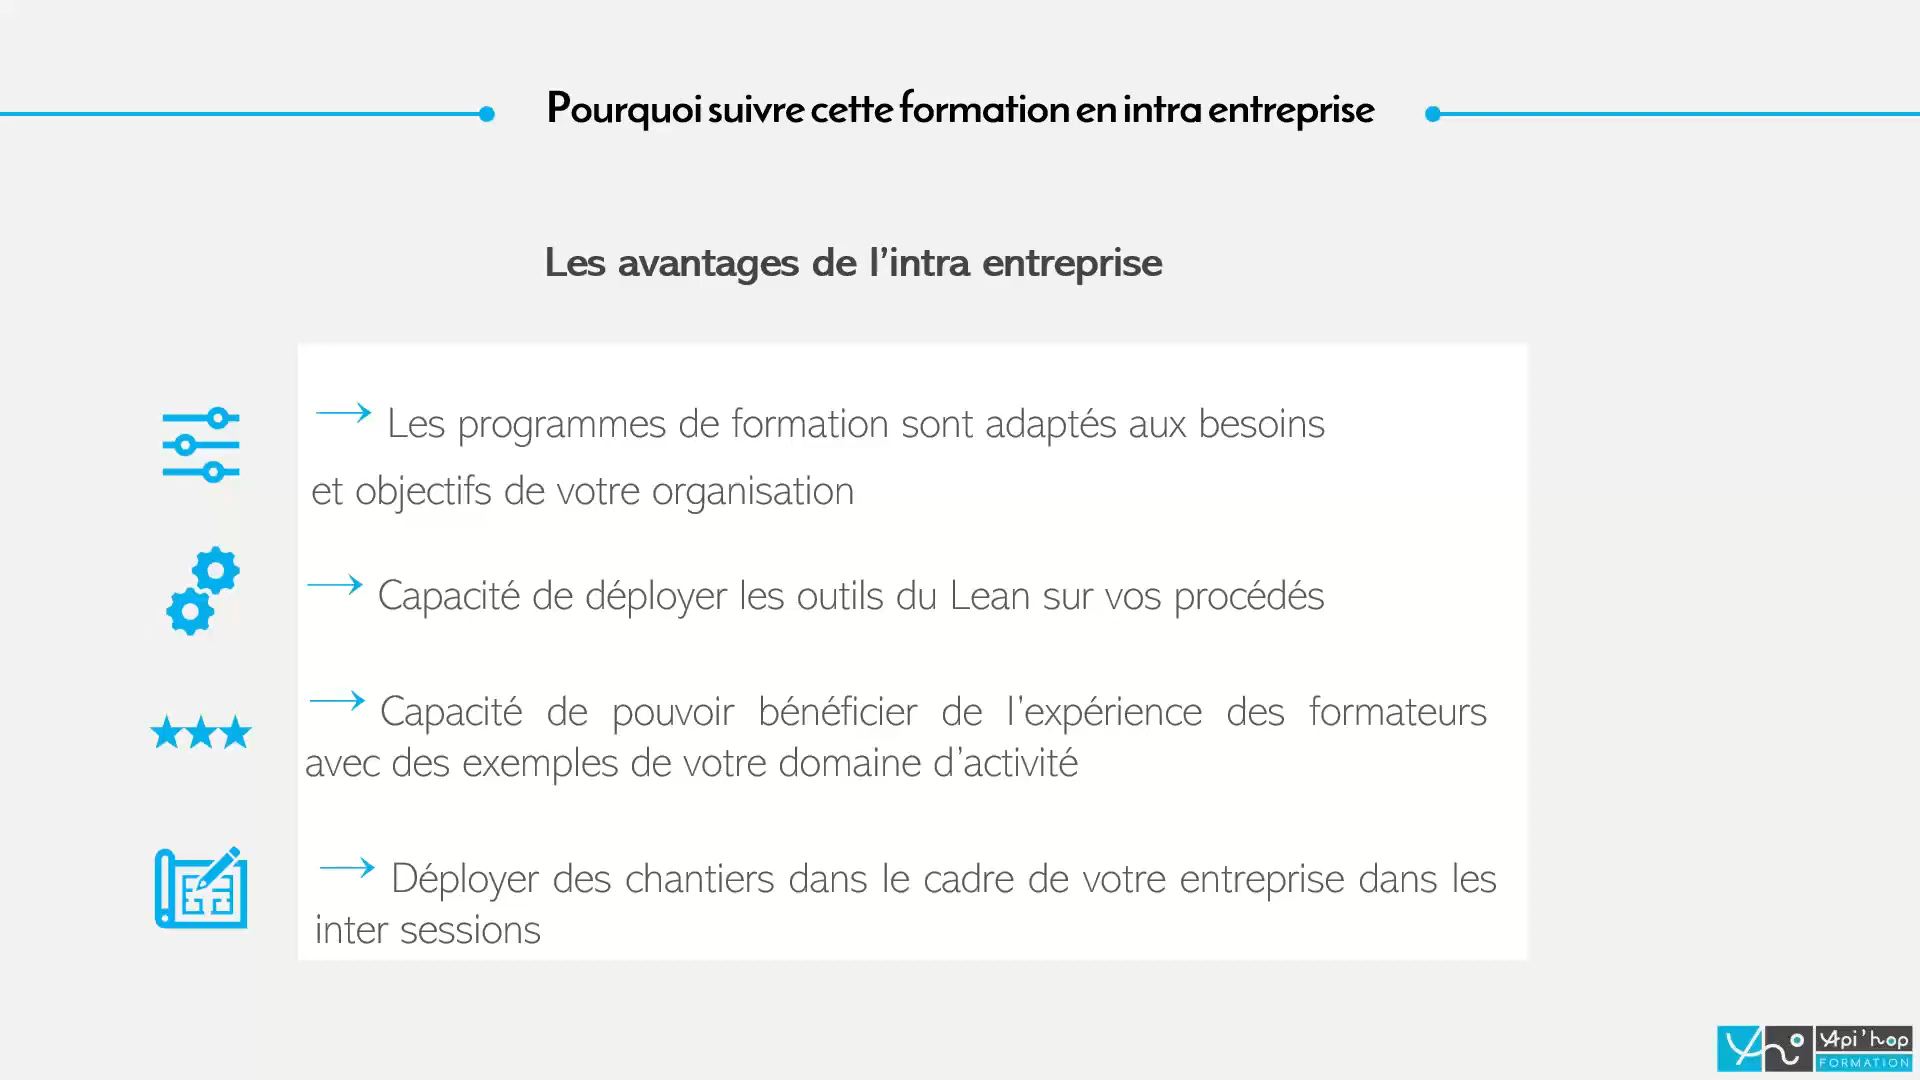 Pourquoi suivre cette formation en intra entreprise
Les avantages de l’intra entreprise
→ Les programmes de formation sont adaptés aux besoins
et objectifs de votre organisation
→ Capacité de déployer les outils du Lean sur vos procédés
→ Capacité de pouvoir bénéficier de l’expérience des formateurs
avec des exemples de votre domaine d’activité
→ Déployer des chantiers dans le cadre de votre entreprise dans les
inter sessions
Api’hop
FORMATION